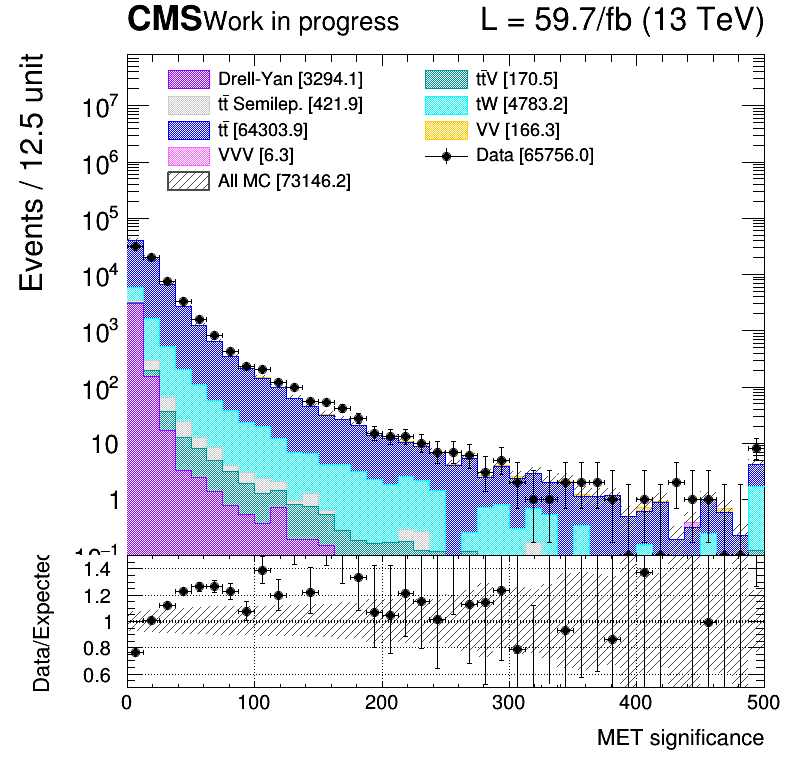 CMS Work in progress L = 59.7/fb (13 TeV)
Events / 12.5 unit
Drell-Yan [3294.1]
tt̄ Semilep. [421.9]
tt̄ [64303.9]
VVV [6.3]
All MC [73146.2]
tt̄V [170.5]
tW [4783.2]
VV [166.3]
Data [65756.0]
10⁷
10⁶
10⁵
10⁴
10³
10²
10
1
10⁻¹
Data/Expected
1.4
1.2
1
0.8
0.6
0 100 200 300 400 500
MET significance